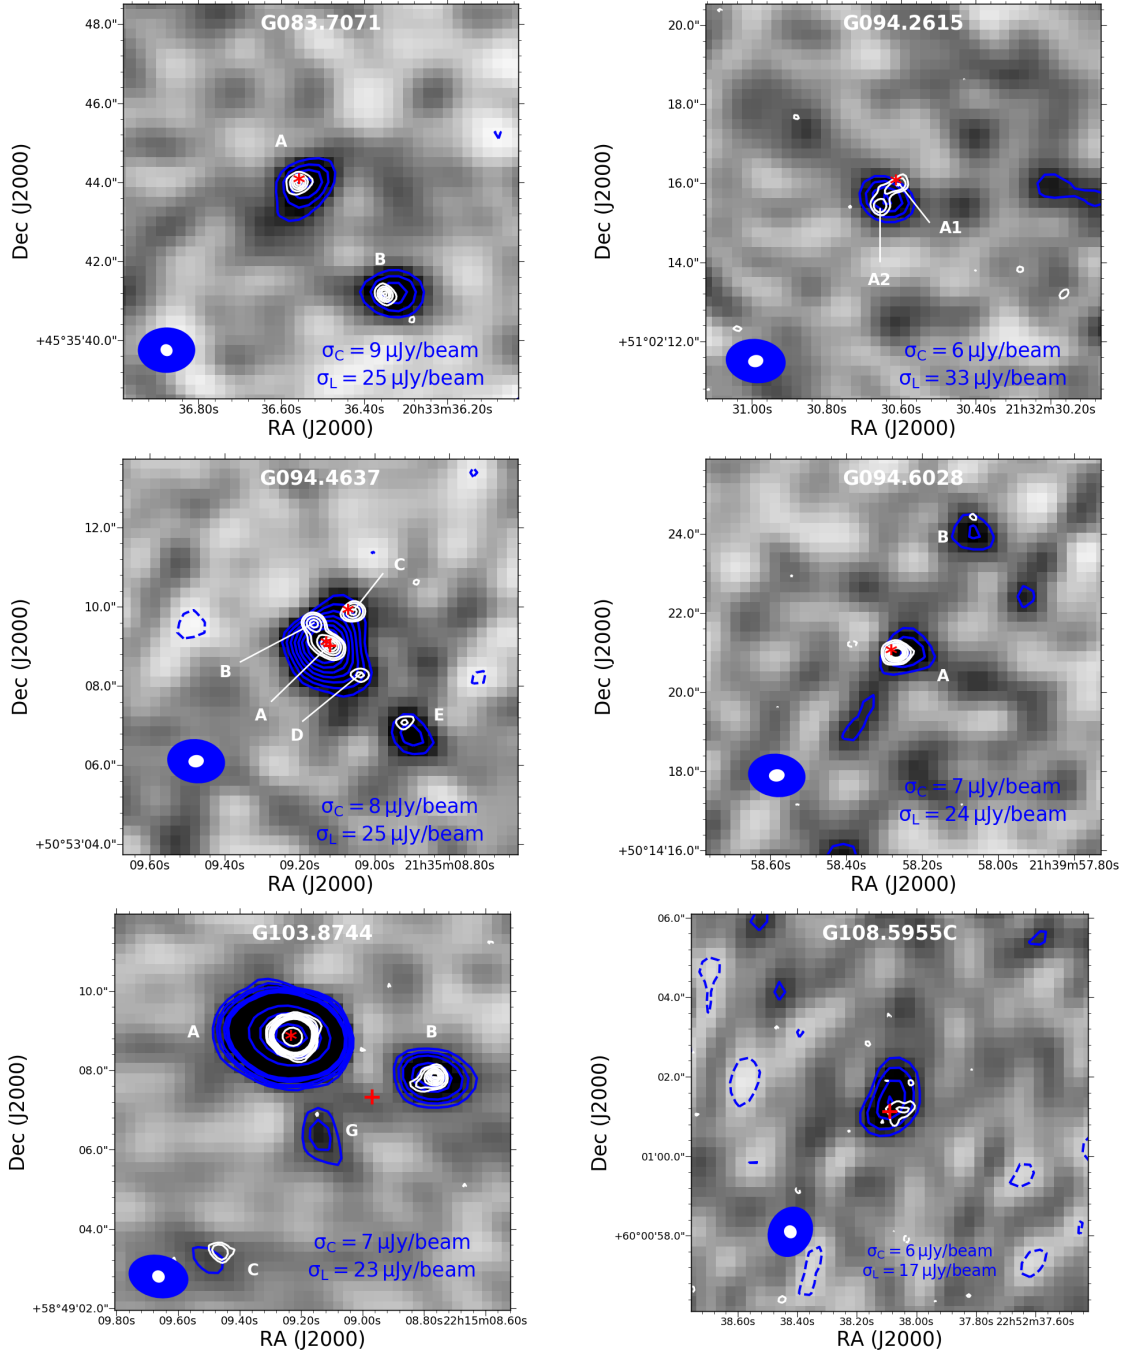 G083.7071
48.0"
46.0"
44.0"
42.0"
+45°35'40.0"
Dec (J2000)
A
B
σC = 9 μJy/beam
σL = 25 μJy/beam
36.80s 36.60s 36.40s 20h33m36.20s
RA (J2000)
G094.2615
20.0"
18.0"
16.0"
14.0"
+51°02'12.0"
Dec (J2000)
A1
A2
σC = 6 μJy/beam
σL = 33 μJy/beam
31.00s 30.80s 30.60s 30.40s 21h32m30.20s
RA (J2000)
G094.4637
12.0"
10.0"
08.0"
06.0"
+50°53'04.0"
Dec (J2000)
C
B
A
D
E
σC = 8 μJy/beam
σL = 25 μJy/beam
09.60s 09.40s 09.20s 09.00s 21h35m08.80s
RA (J2000)
G094.6028
24.0"
22.0"
20.0"
18.0"
+50°14'16.0"
Dec (J2000)
B
A
σC = 7 μJy/beam
σL = 24 μJy/beam
58.60s 58.40s 58.20s 58.00s 21h39m57.80s
RA (J2000)
G103.8744
10.0"
08.0"
06.0"
04.0"
+58°49'02.0"
Dec (J2000)
A
B
G
C
σC = 7 μJy/beam
σL = 23 μJy/beam
09.80s 09.60s 09.40s 09.20s 09.00s 08.80s 22h15m08.60s
RA (J2000)
G108.5955C
06.0"
04.0"
02.0"
01'00.0"
+60°00'58.0"
Dec (J2000)
σC = 6 μJy/beam
σL = 17 μJy/beam
38.60s 38.40s 38.20s 38.00s 37.80s 22h52m37.60s
RA (J2000)